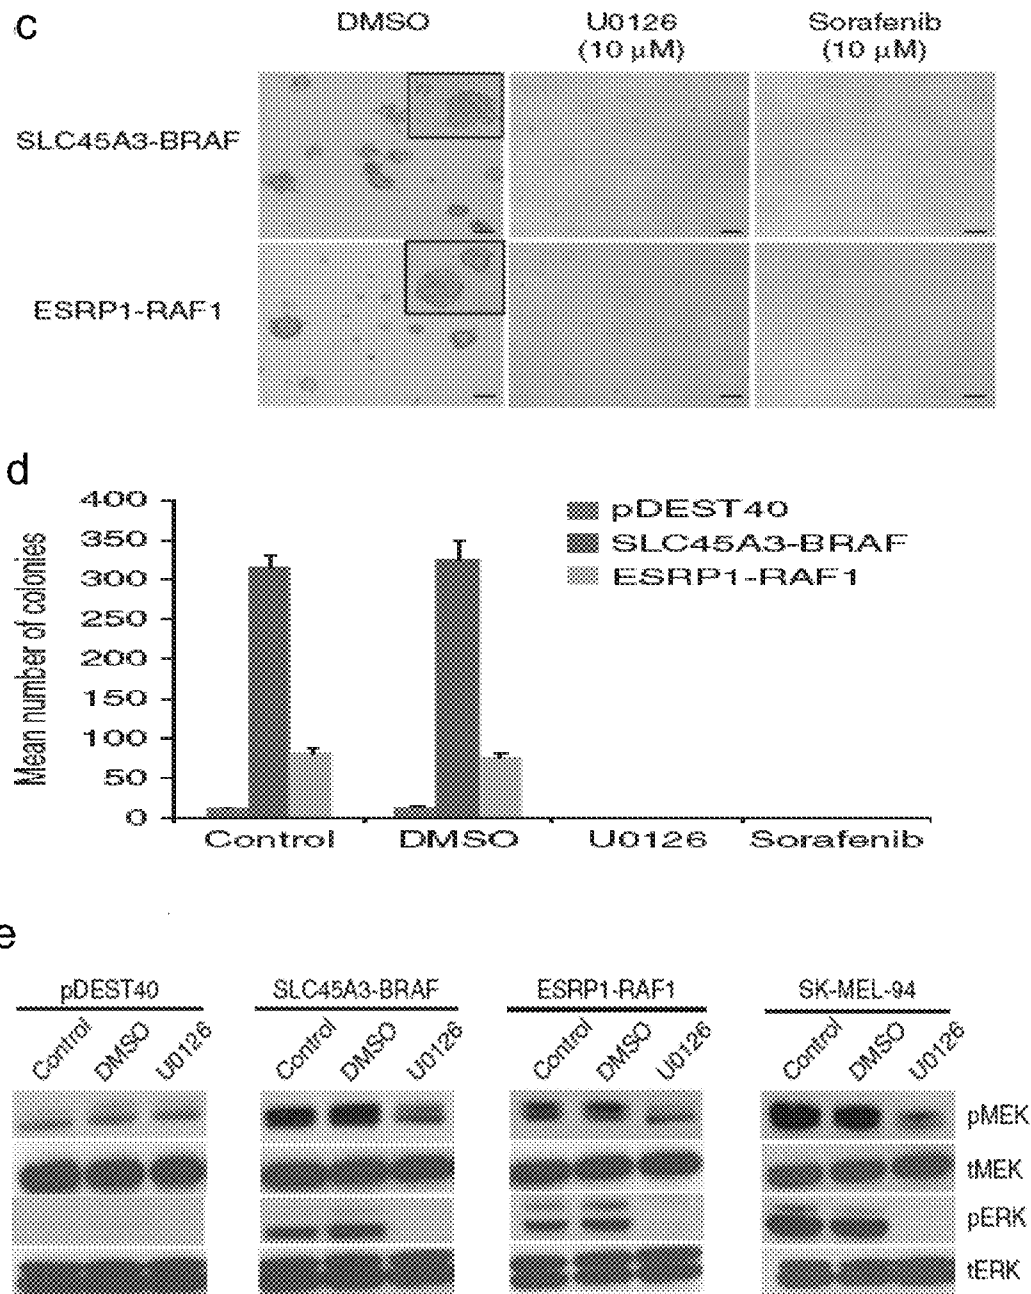 c
DMSO
U0126
(10 µM)
Sorafenib
(10 µM)
SLC45A3-BRAF
ESRP1-RAF1
d
Mean number of colonies
400
350
300
250
200
150
100
50
0
pDEST40
SLC45A3-BRAF
ESRP1-RAF1
Control
DMSO
U0126
Sorafenib
e
pDEST40
SLC45A3-BRAF
ESRP1-RAF1
SK-MEL-94
Control
DMSO
U0126
Control
DMSO
U0126
Control
DMSO
U0126
Control
DMSO
U0126
pMEK
tMEK
pERK
tERK